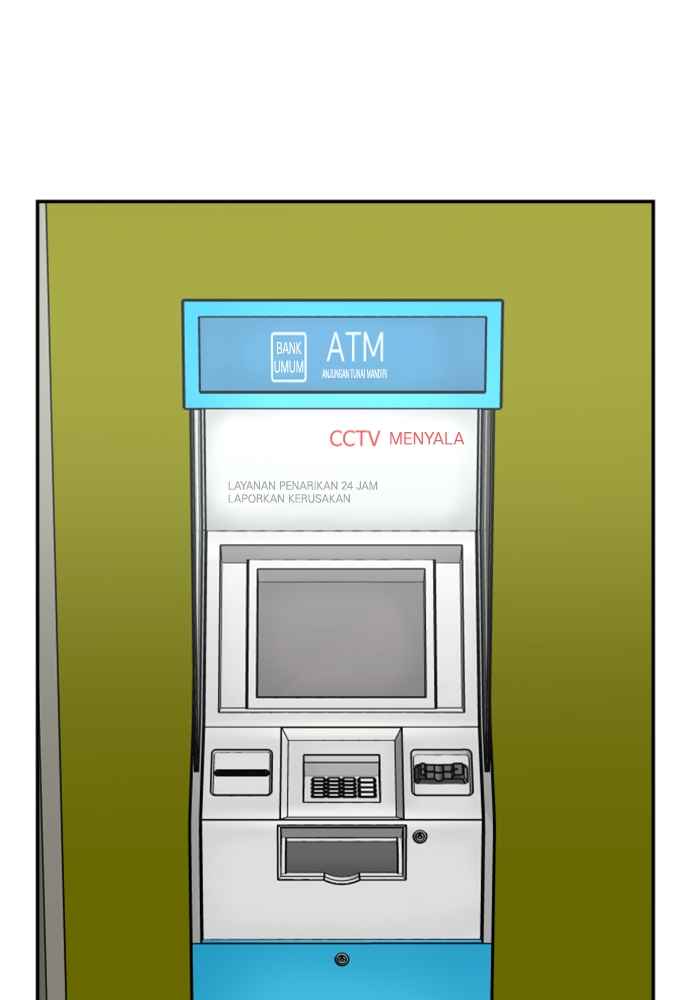 BANK
UMUM
ATM
ANJUNGAN TUNAI MANDIRI
CCTV MENYALA
LAYANAN PENARIKAN 24 JAM
LAPORKAN KERUSAKAN